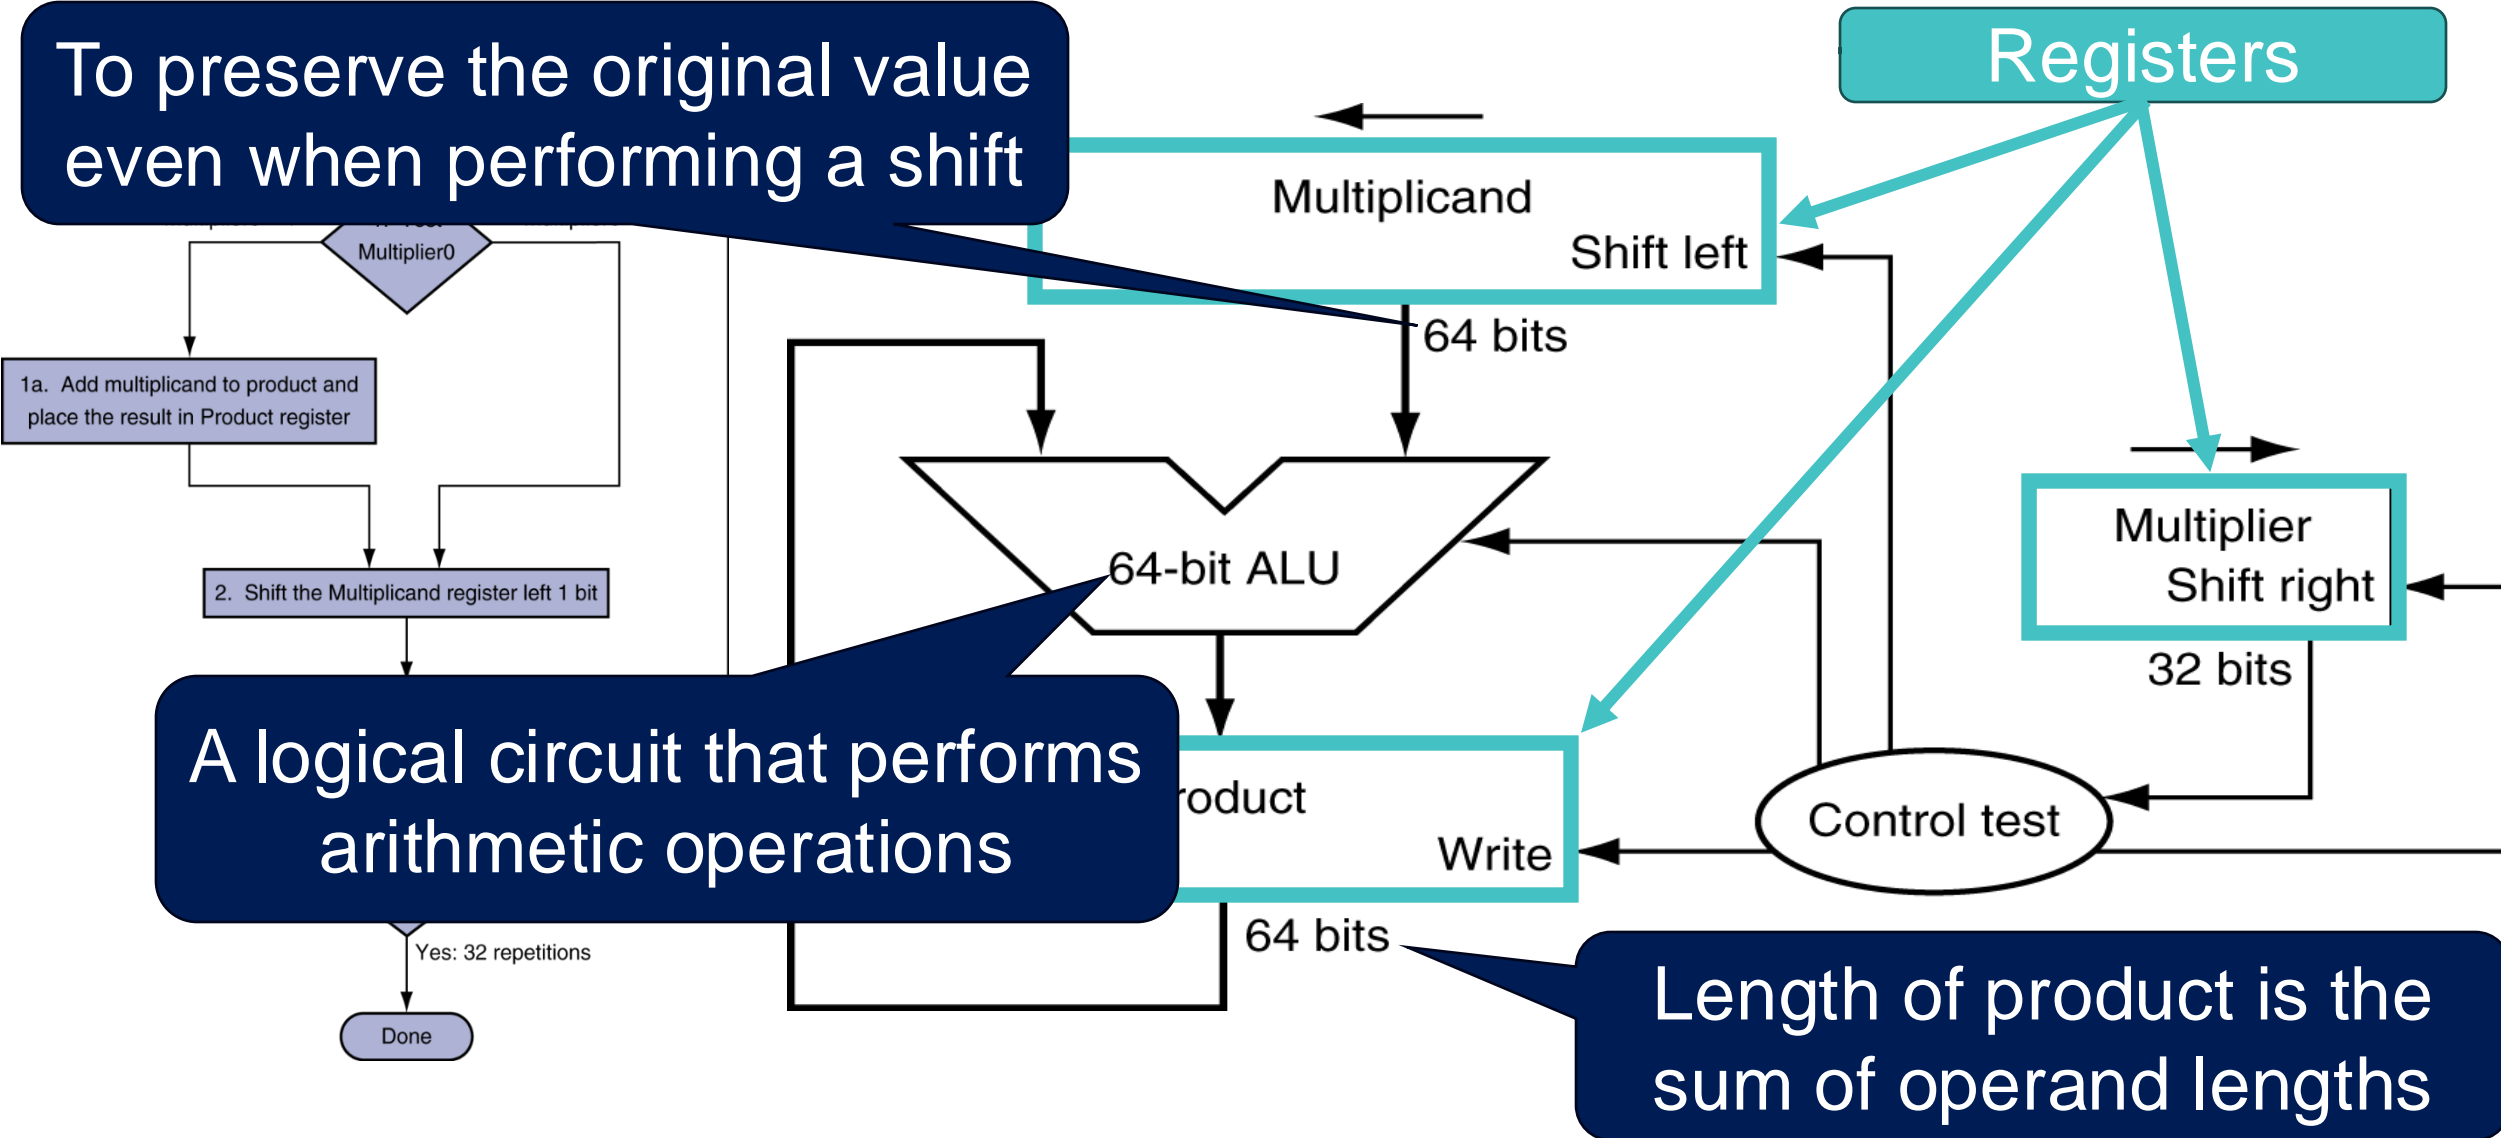 To preserve the original value
even when performing a shift
Registers
Multiplicand
Shift left
64 bits
Multiplier0
1a. Add multiplicand to product and
place the result in Product register
2. Shift the Multiplicand register left 1 bit
64-bit ALU
Multiplier
Shift right
32 bits
A logical circuit that performs
arithmetic operations
roduct
Write
Control test
64 bits
Yes: 32 repetitions
Done
Length of product is the
sum of operand lengths